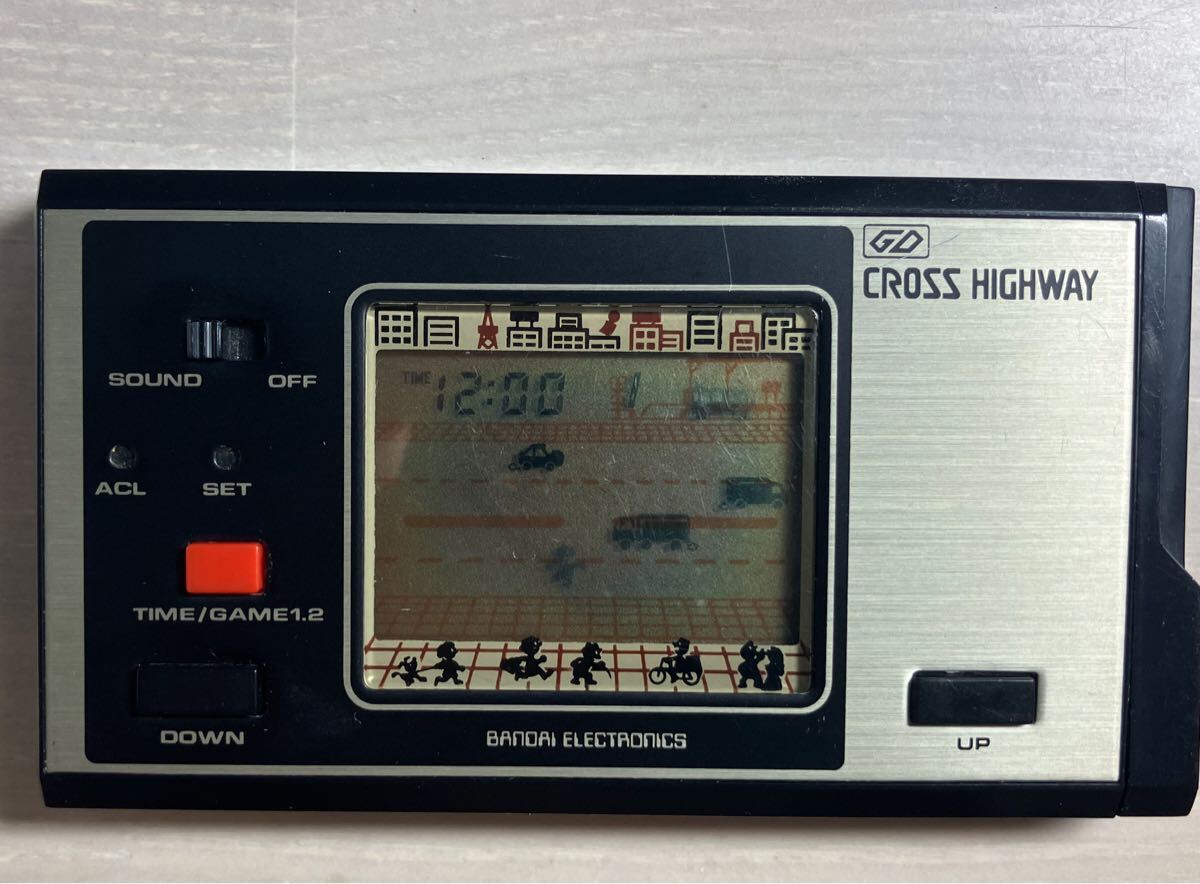 GD
CROSS HIGHWAY
SOUND OFF
TIME 12:00
ACL SET
TIME/GAME1.2
DOWN
BANDAI ELECTRONICS
UP